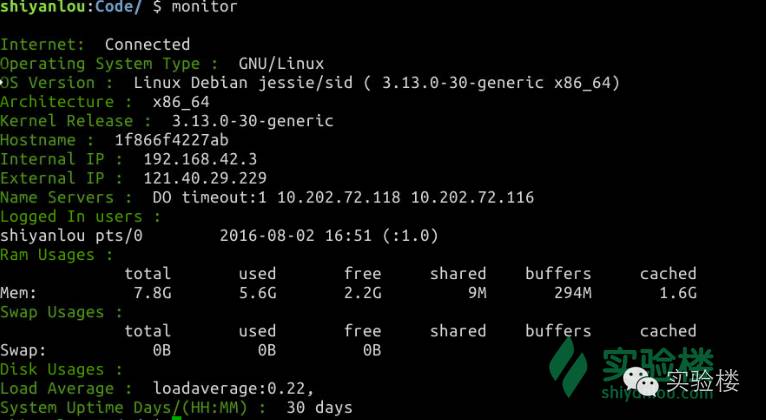 shiyanlou:Code/ $ monitor
Internet: Connected
Operating System Type : GNU/Linux
OS Version : Linux Debian jessie/sid ( 3.13.0-30-generic x86_64)
Architecture : x86_64
Kernel Release : 3.13.0-30-generic
Hostname : 1f866f4227ab
Internal IP : 192.168.42.3
External IP : 121.40.29.229
Name Servers : DO timeout:1 10.202.72.118 10.202.72.116
Logged In users :
shiyanlou pts/0 2016-08-02 16:51 (:1.0)
Ram Usages :
total used free shared buffers cached
Mem: 7.8G 5.6G 2.2G 9M 294M 1.6G
Swap Usages :
total used free shared buffers cached
Swap: 0B 0B 0B
Disk Usages :
Load Average : loadaverage:0.22,
System Uptime Days/(HH:MM) : 30 days
实验楼
shiyanlou.com
实验楼